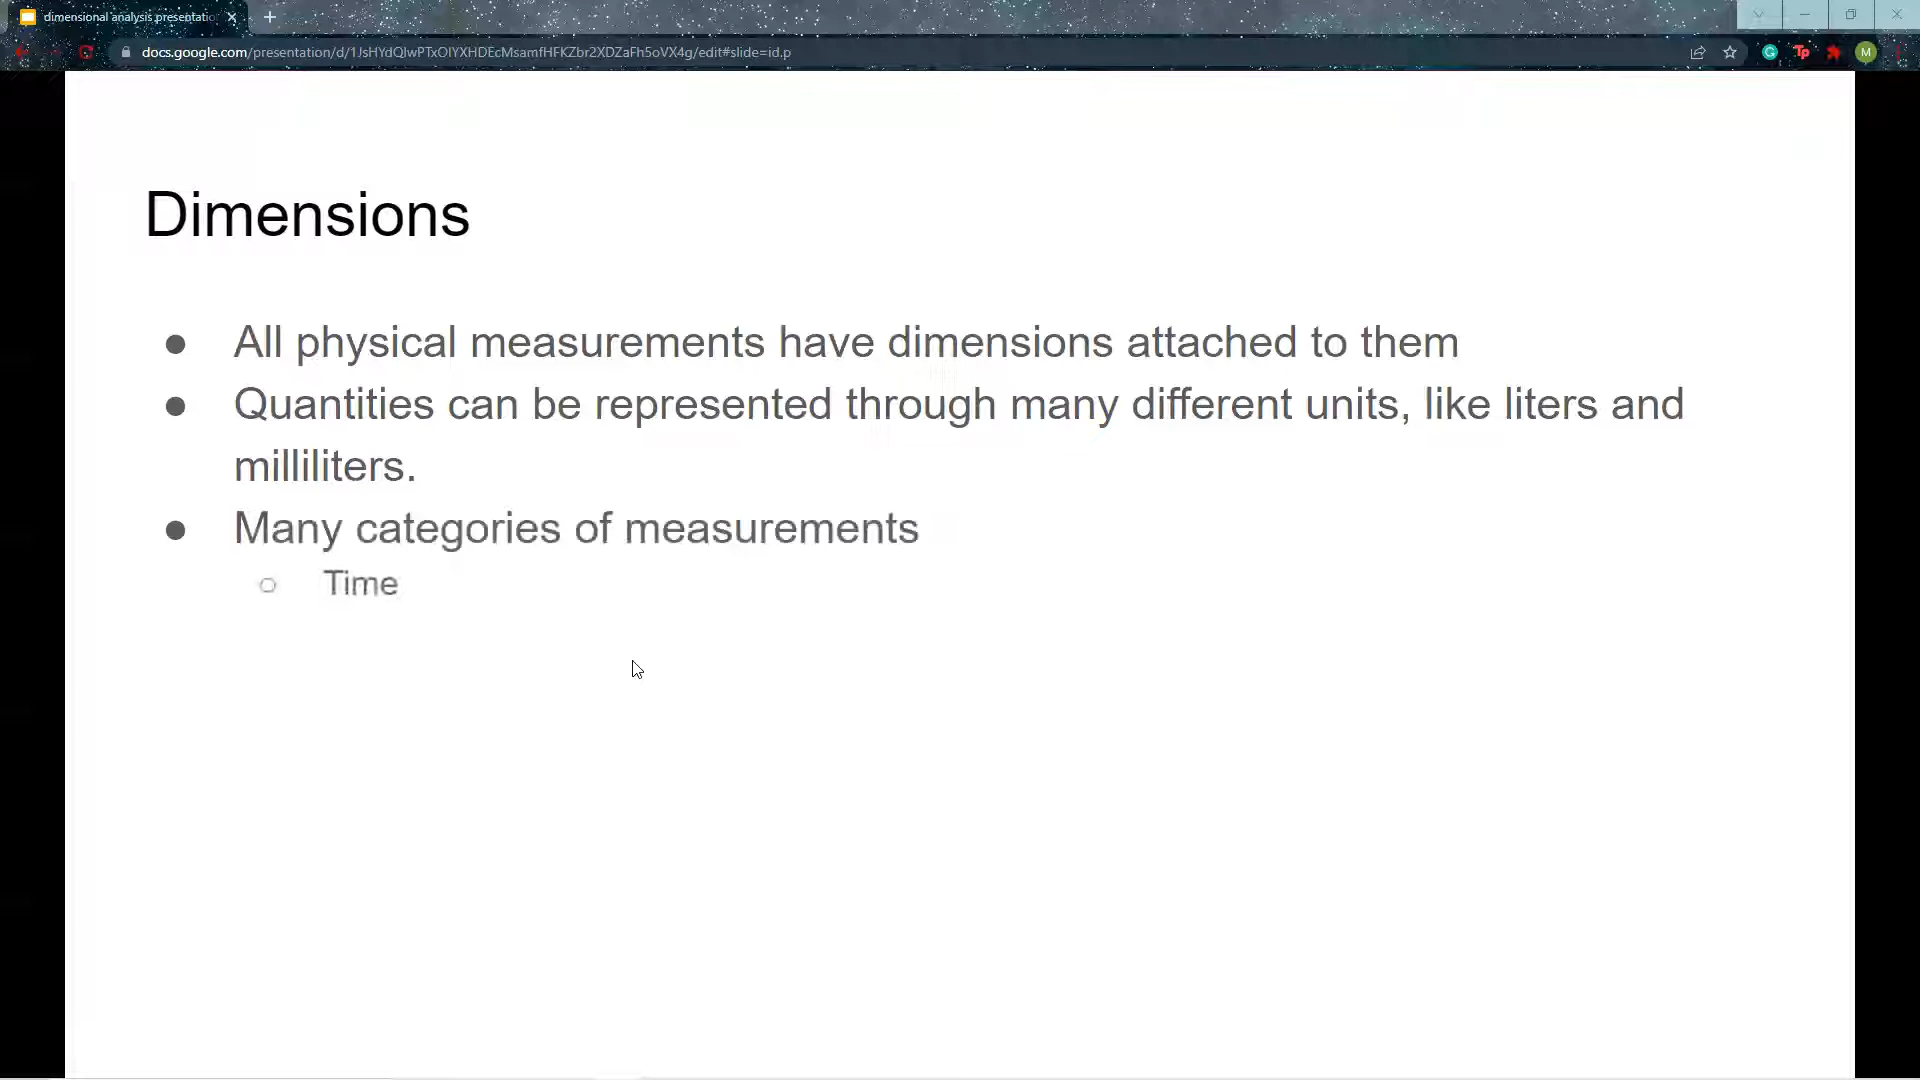 dimensional analysis presentatio
docs.google.com/presentation/d/1JsHYdQlwPTxOlYXHDEcMsamfHFKZbr2XDZaFh5oVX4g/edit#slide=id.p
Dimensions
● All physical measurements have dimensions attached to them
● Quantities can be represented through many different units, like liters and
milliliters.
● Many categories of measurements
○ Time